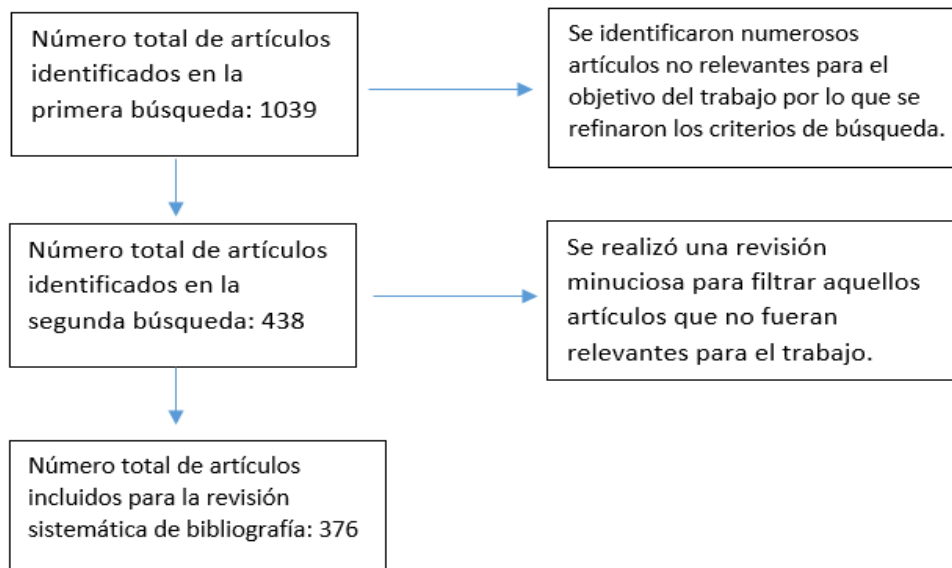 Número total de artículos
identificados en la
primera búsqueda: 1039
Se identificaron numerosos
artículos no relevantes para el
objetivo del trabajo por lo que se
refinaron los criterios de búsqueda.
Número total de artículos
identificados en la
segunda búsqueda: 438
Se realizó una revisión
minuciosa para filtrar aquellos
artículos que no fueran
relevantes para el trabajo.
Número total de artículos
incluidos para la revisión
sistemática de bibliografía: 376